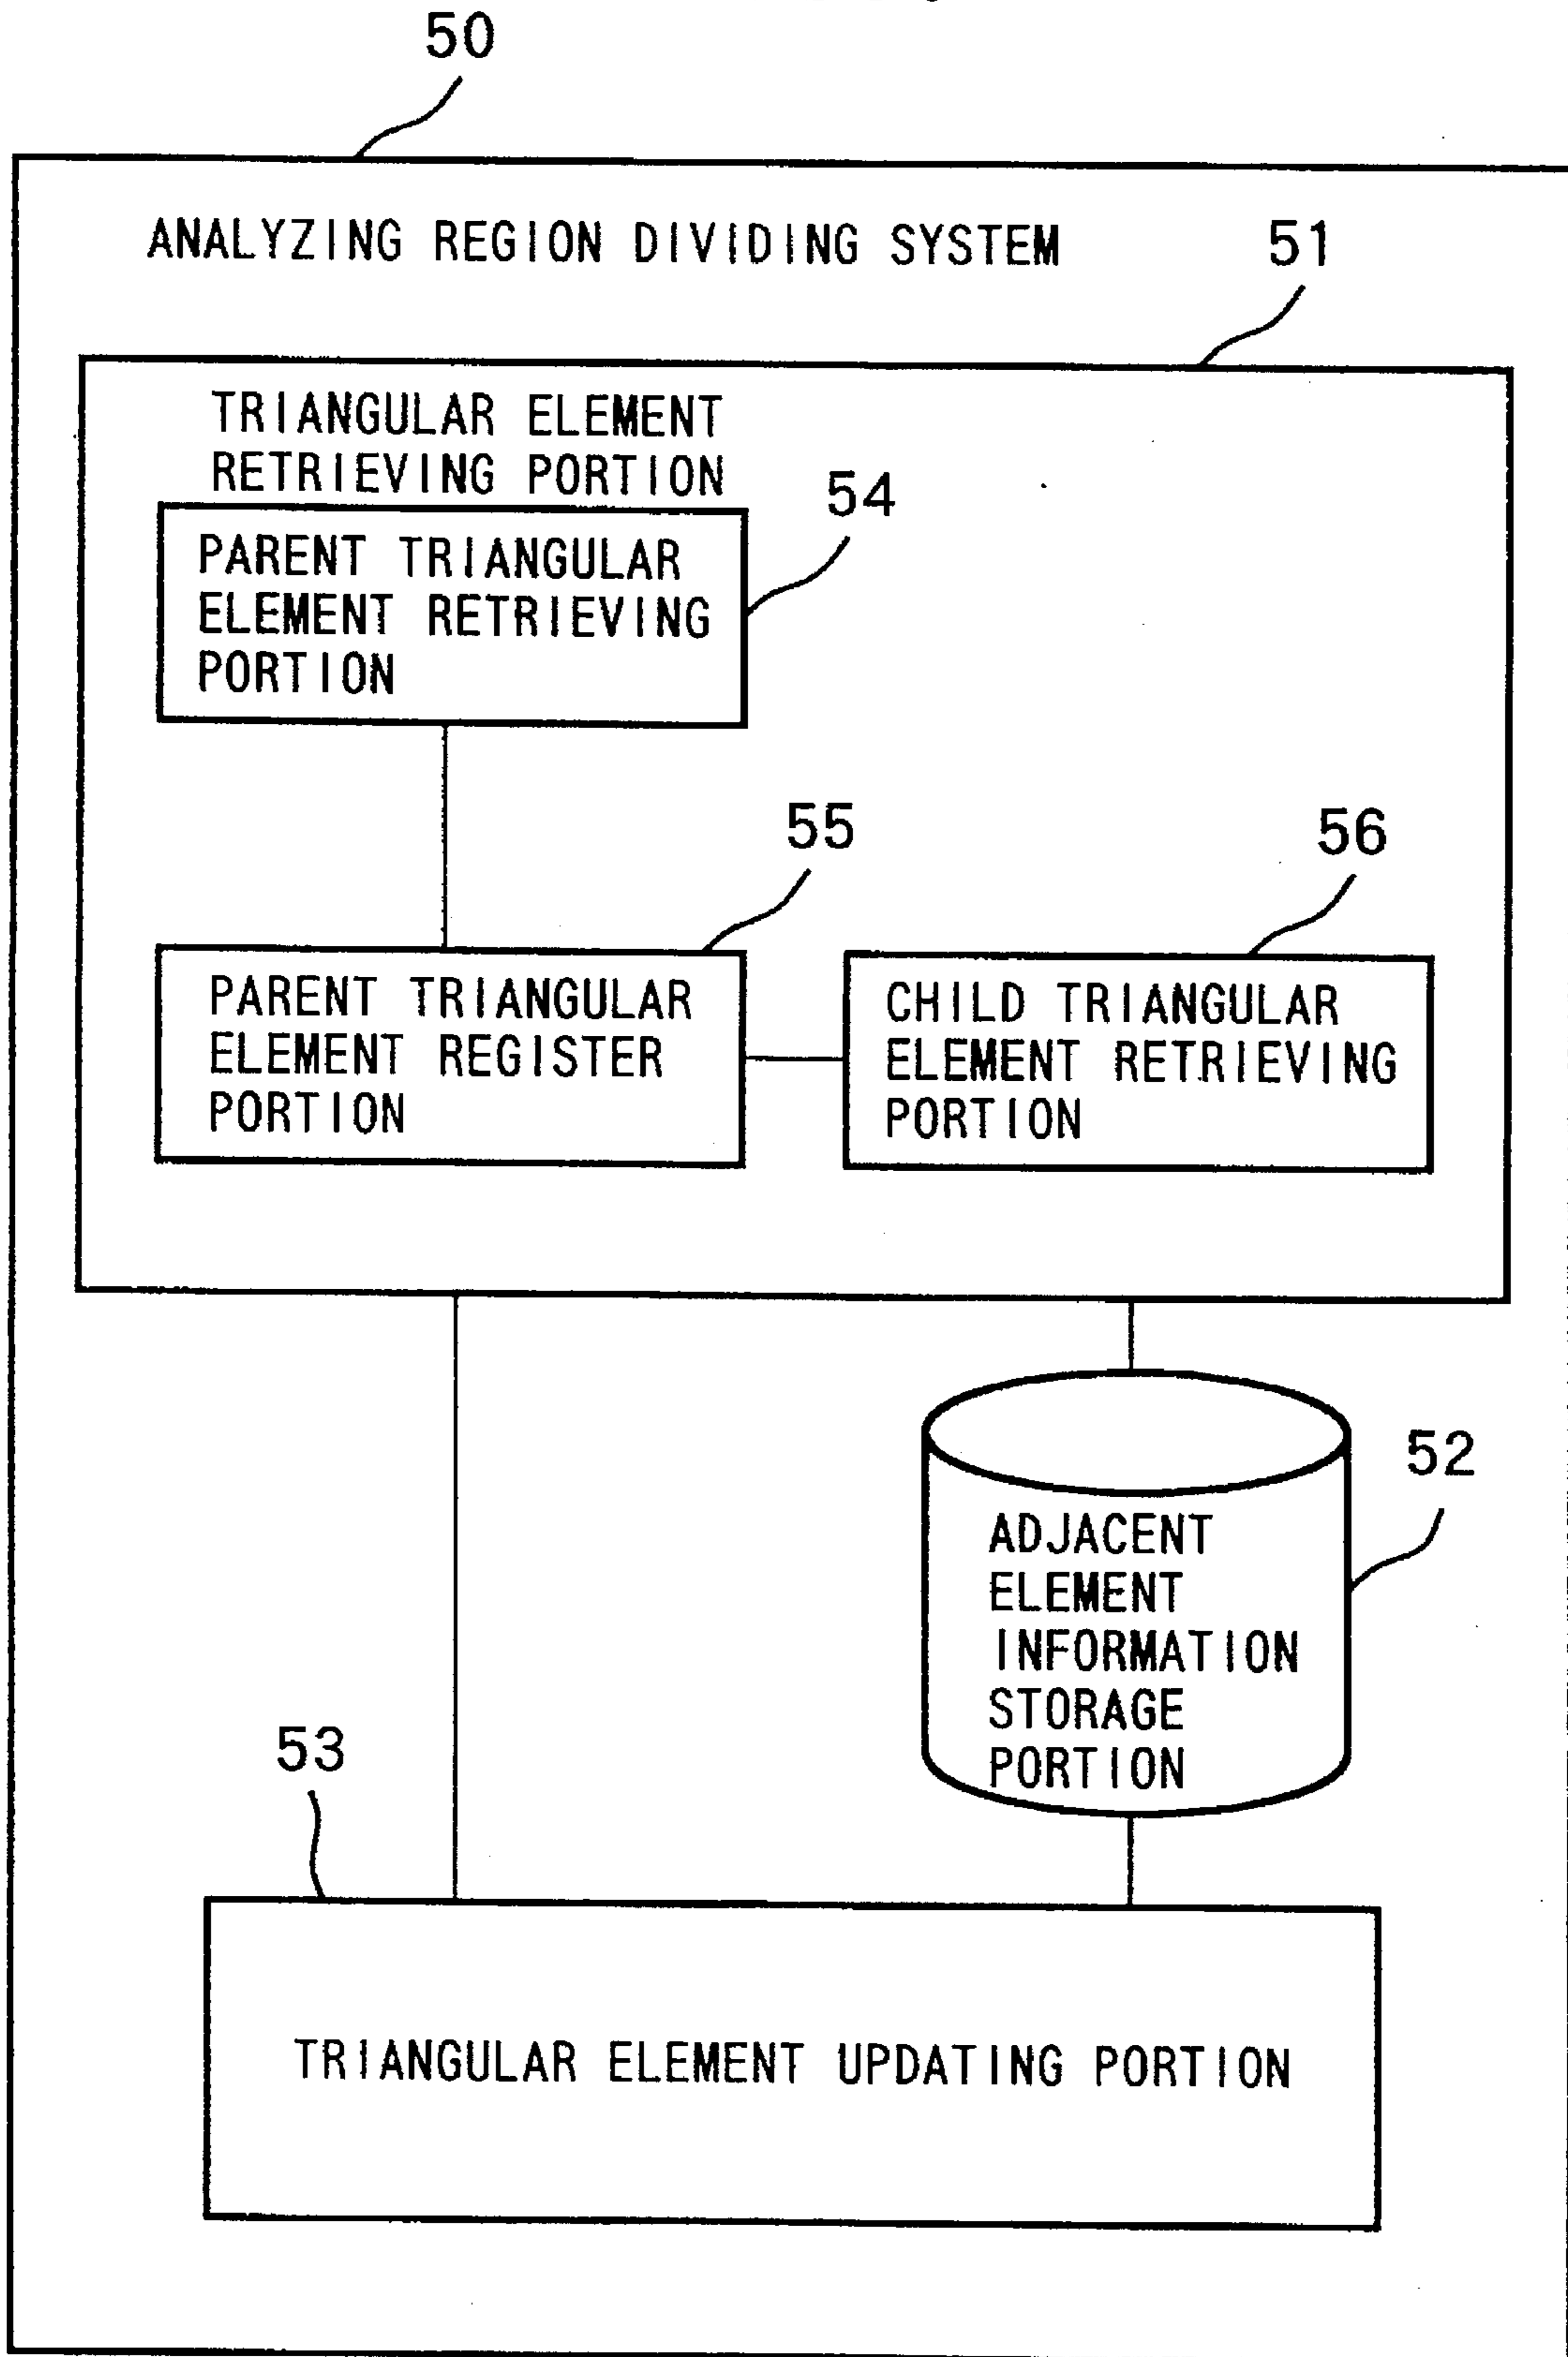 50
ANALYZING REGION DIVIDING SYSTEM
51
TRIANGULAR ELEMENT
RETRIEVING PORTION
54
PARENT TRIANGULAR
ELEMENT RETRIEVING
PORTION
55
56
PARENT TRIANGULAR
ELEMENT REGISTER
PORTION
CHILD TRIANGULAR
ELEMENT RETRIEVING
PORTION
52
ADJACENT
ELEMENT
INFORMATION
STORAGE
PORTION
53
TRIANGULAR ELEMENT UPDATING PORTION